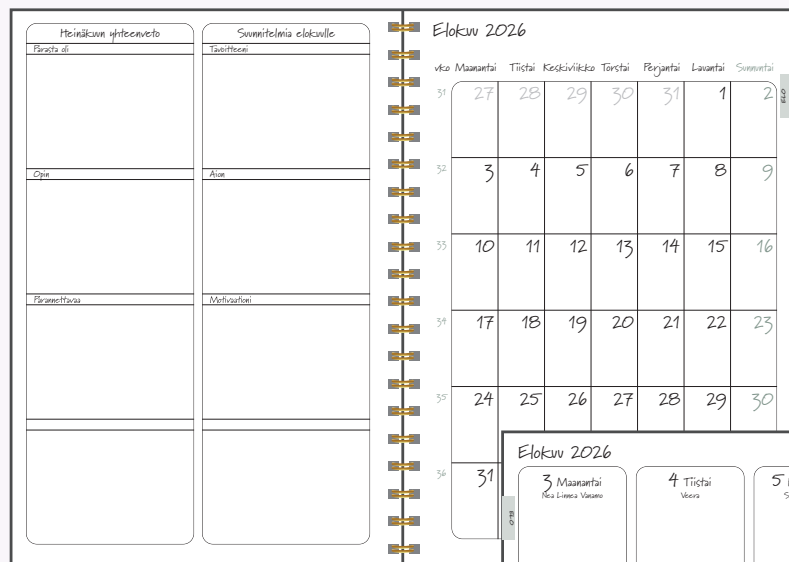 Heinäkuun yhteenveto
Parasta oli
Opin
Parannettavaa
Suunnitelmia elokuulle
Tavoitteeni
Aion
Motivaationi
Elokuu 2026
vko Maanantai Tiistai Keskiviikko Torstai Perjantai Lavantai Sunnuntai
31 27 28 29 30 31 1 2
32 3 4 5 6 7 8 9
33 10 11 12 13 14 15 16
34 17 18 19 20 21 22 23
35 24 25 26 27 28 29 30
36 31
ELO
Elokuu 2026
3 Maanantai
Nea Linnea Vanamo
4 Tiistai
Veera
5
ELO